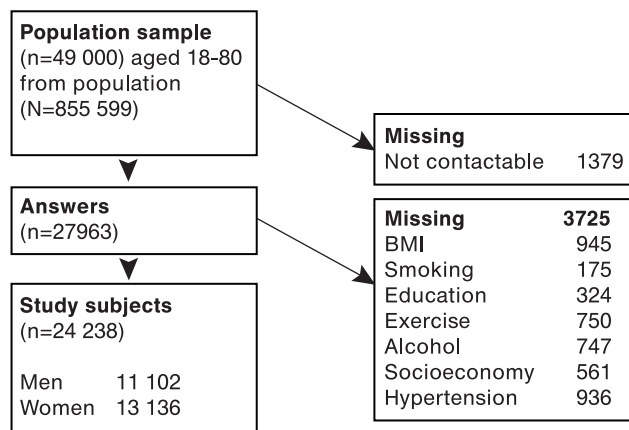 Population sample
(n=49 000) aged 18-80
from population
(N=855 599)
Missing
Not contactable 1379
Answers
(n=27963)
Missing 3725
BMI 945
Smoking 175
Education 324
Exercise 750
Alcohol 747
Socioeconomy 561
Hypertension 936
Study subjects
(n=24 238)
Men 11 102
Women 13 136